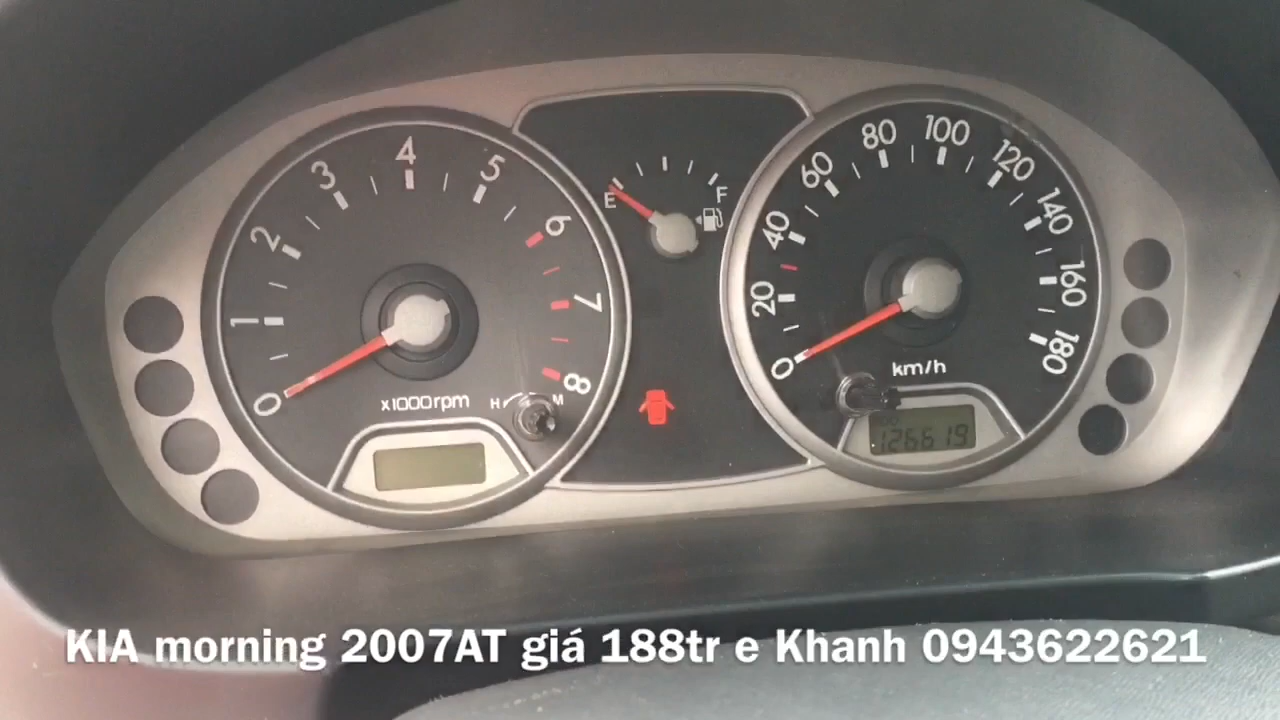 0 1 2 3 4 5 6 7 8
x1000rpm
H M
E F
0 20 40 60 80 100 120 140 160 180
km/h
126619
KIA morning 2007AT giá 188tr e Khanh 0943622621